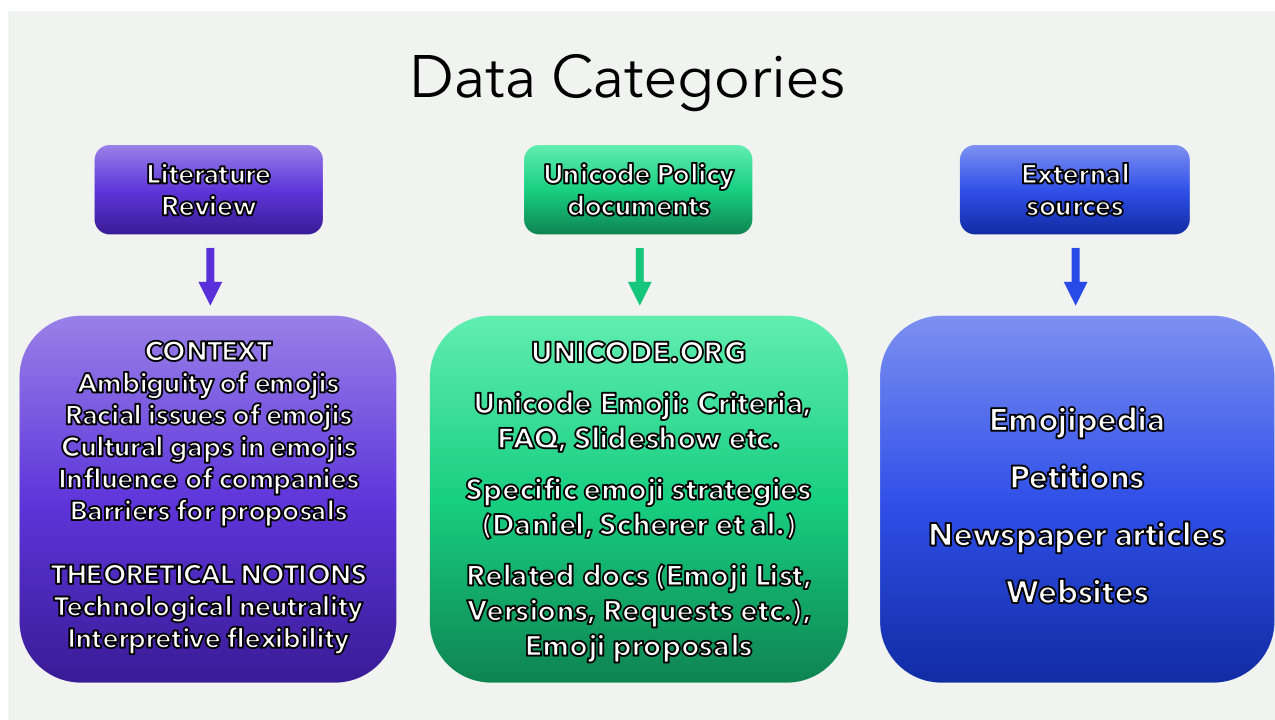 Data Categories
Literature
Review
Unicode Policy
documents
External
sources
CONTEXT
Ambiguity of emojis
Racial issues of emojis
Cultural gaps in emojis
Influence of companies
Barriers for proposals
THEORETICAL NOTIONS
Technological neutrality
Interpretive flexibility
UNICODE.ORG
Unicode Emoji: Criteria,
FAQ, Slideshow etc.
Specific emoji strategies
(Daniel, Scherer et al.)
Related docs (Emoji List,
Versions, Requests etc.),
Emoji proposals
Emojipedia
Petitions
Newspaper articles
Websites